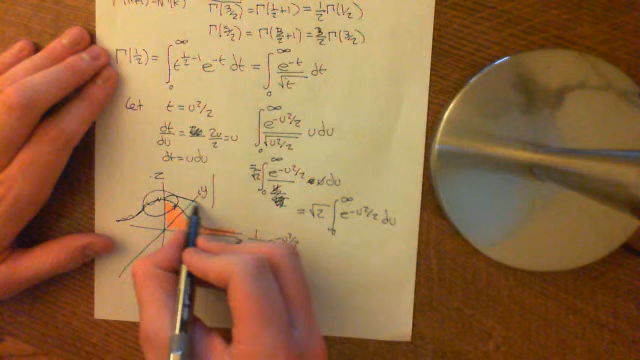 Γ(3/2) = Γ(1/2+1) = 1/2 Γ(1/2)
Γ(5/2) = Γ(3/2+1) = 3/2 Γ(3/2)
Γ(1/2) = ∫₀^∞ t^(1/2-1) e^-t dt = ∫₀^∞ e^-t/√t dt
Let t = u²/2
∫₀^∞ e^(-u²/2)/√(u²/2) u du
dt/du = 2u/2 = u
dt = u du
√2 ∫₀^∞ e^(-u²/2) du
z
y
= √2 ∫₀^∞ e^(-u²/2) du